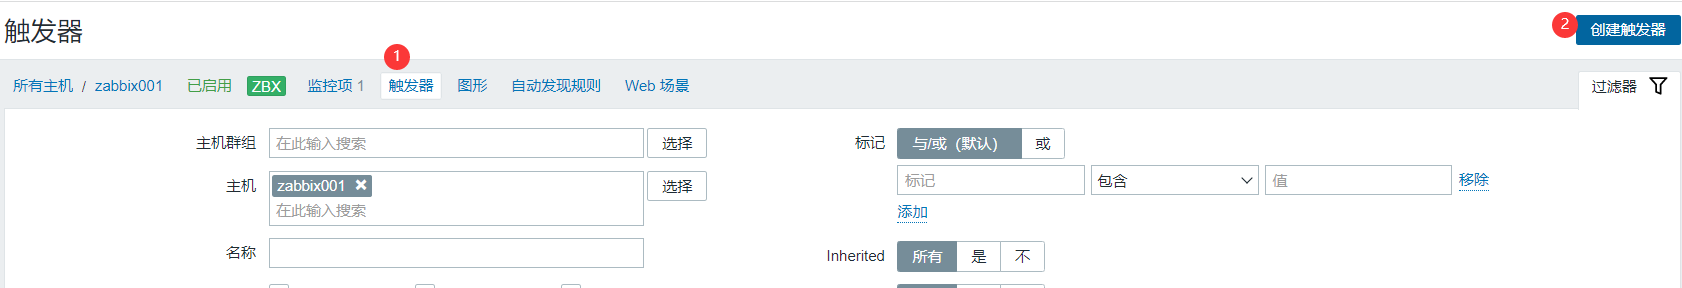 触发器
2 创建触发器
1
所有主机 / zabbix001 已启用 ZBX 监控项 1 触发器 图形 自动发现规则 Web 场景 过滤器
主机群组 在此输入搜索 选择
标记 与/或（默认） 或
主机 zabbix001 在此输入搜索 选择
标记 包含 值 移除
添加
名称
Inherited 所有 是 不